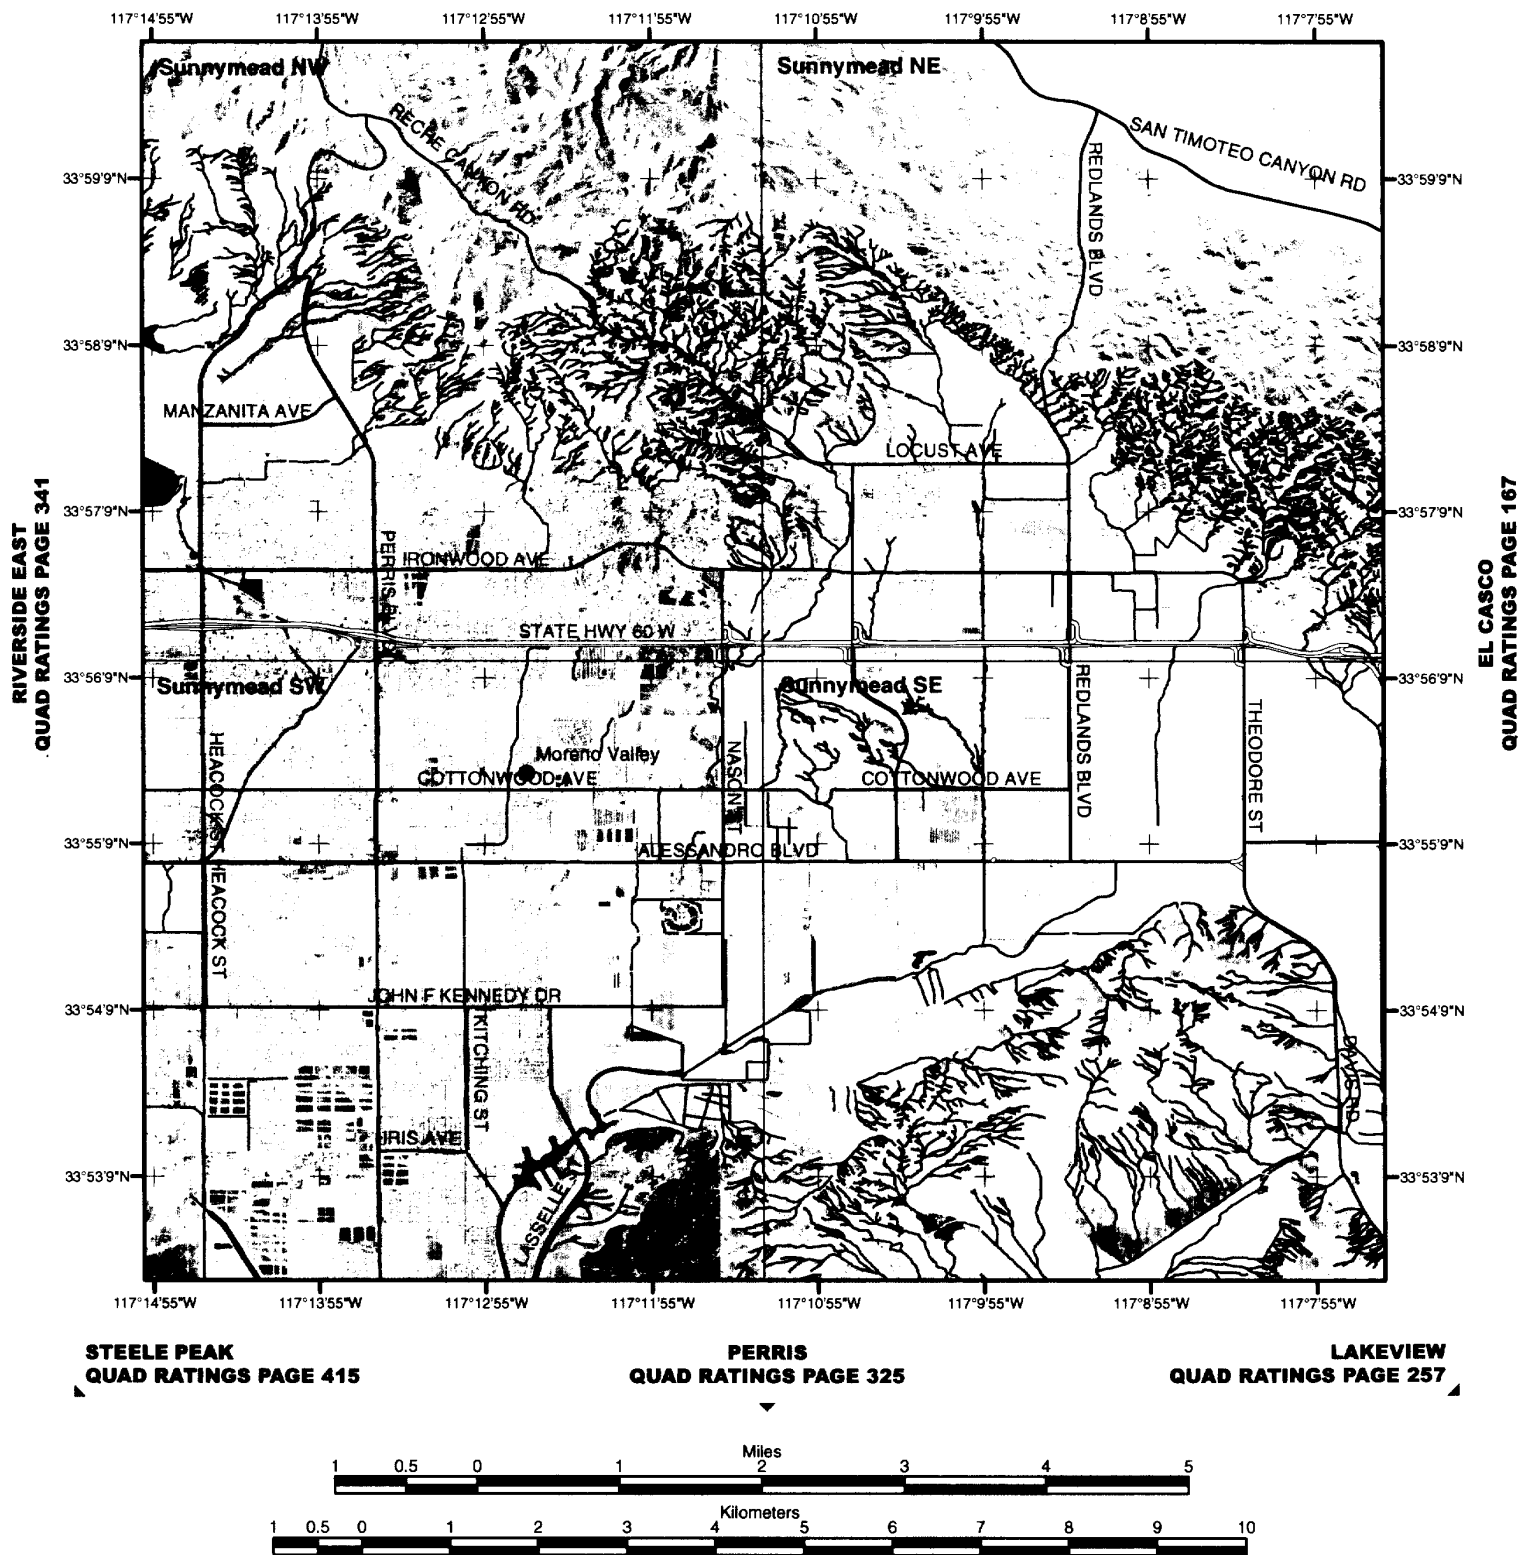 117°14'55"W 117°13'55"W 117°12'55"W 117°11'55"W 117°10'55"W 117°9'55"W 117°8'55"W 117°7'55"W
Sunnymead NW
Sunnymead NE
RECHE CANYON RD
SAN TIMOTEO CANYON RD
REDLANDS BLVD
33°59'9"N 33°59'9"N
33°58'9"N 33°58'9"N
MANZANITA AVE
LOCUST AVE
RIVERSIDE EAST
QUAD RATINGS PAGE 341
EL CASCO
QUAD RATINGS PAGE 167
33°57'9"N 33°57'9"N
PERRIS BLVD
IRONWOOD AVE
STATE HWY 60 W
33°56'9"N 33°56'9"N
Sunnymead SW
Sunnymead SE
REDLANDS BLVD
THEODORE ST
HEACOCK ST
NASON ST
Moreno Valley
COTTONWOOD AVE
COTTONWOOD AVE
33°55'9"N 33°55'9"N
ALESSANDRO BLVD
HEACOCK ST
JOHN F KENNEDY DR
33°54'9"N 33°54'9"N
KITCHING ST
DAVIS RD
IRIS AVE
33°53'9"N 33°53'9"N
LASSELLE
117°14'55"W 117°13'55"W 117°12'55"W 117°11'55"W 117°10'55"W 117°9'55"W 117°8'55"W 117°7'55"W
STEELE PEAK
QUAD RATINGS PAGE 415
PERRIS
QUAD RATINGS PAGE 325
LAKEVIEW
QUAD RATINGS PAGE 257
Miles
1 0.5 0 1 2 3 4 5
Kilometers
1 0.5 0 1 2 3 4 5 6 7 8 9 10